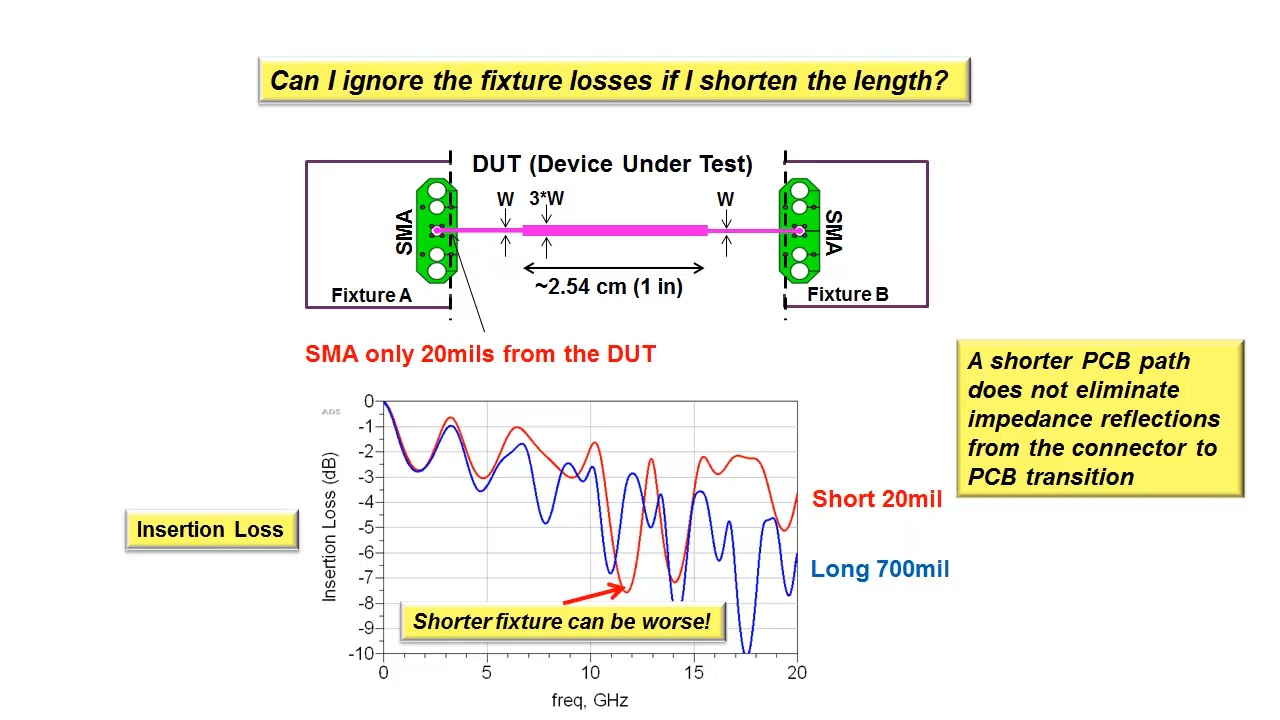 Can I ignore the fixture losses if I shorten the length?
DUT (Device Under Test)
W
3*W
W
SMA
SMA
~2.54 cm (1 in)
Fixture A
Fixture B
SMA only 20mils from the DUT
A shorter PCB path
does not eliminate
impedance reflections
from the connector to
PCB transition
ADS
Insertion Loss
Insertion Loss (dB)
0
-1
-2
-3
-4
-5
-6
-7
-8
-9
-10
Short 20mil
Long 700mil
Shorter fixture can be worse!
0
5
10
15
20
freq, GHz